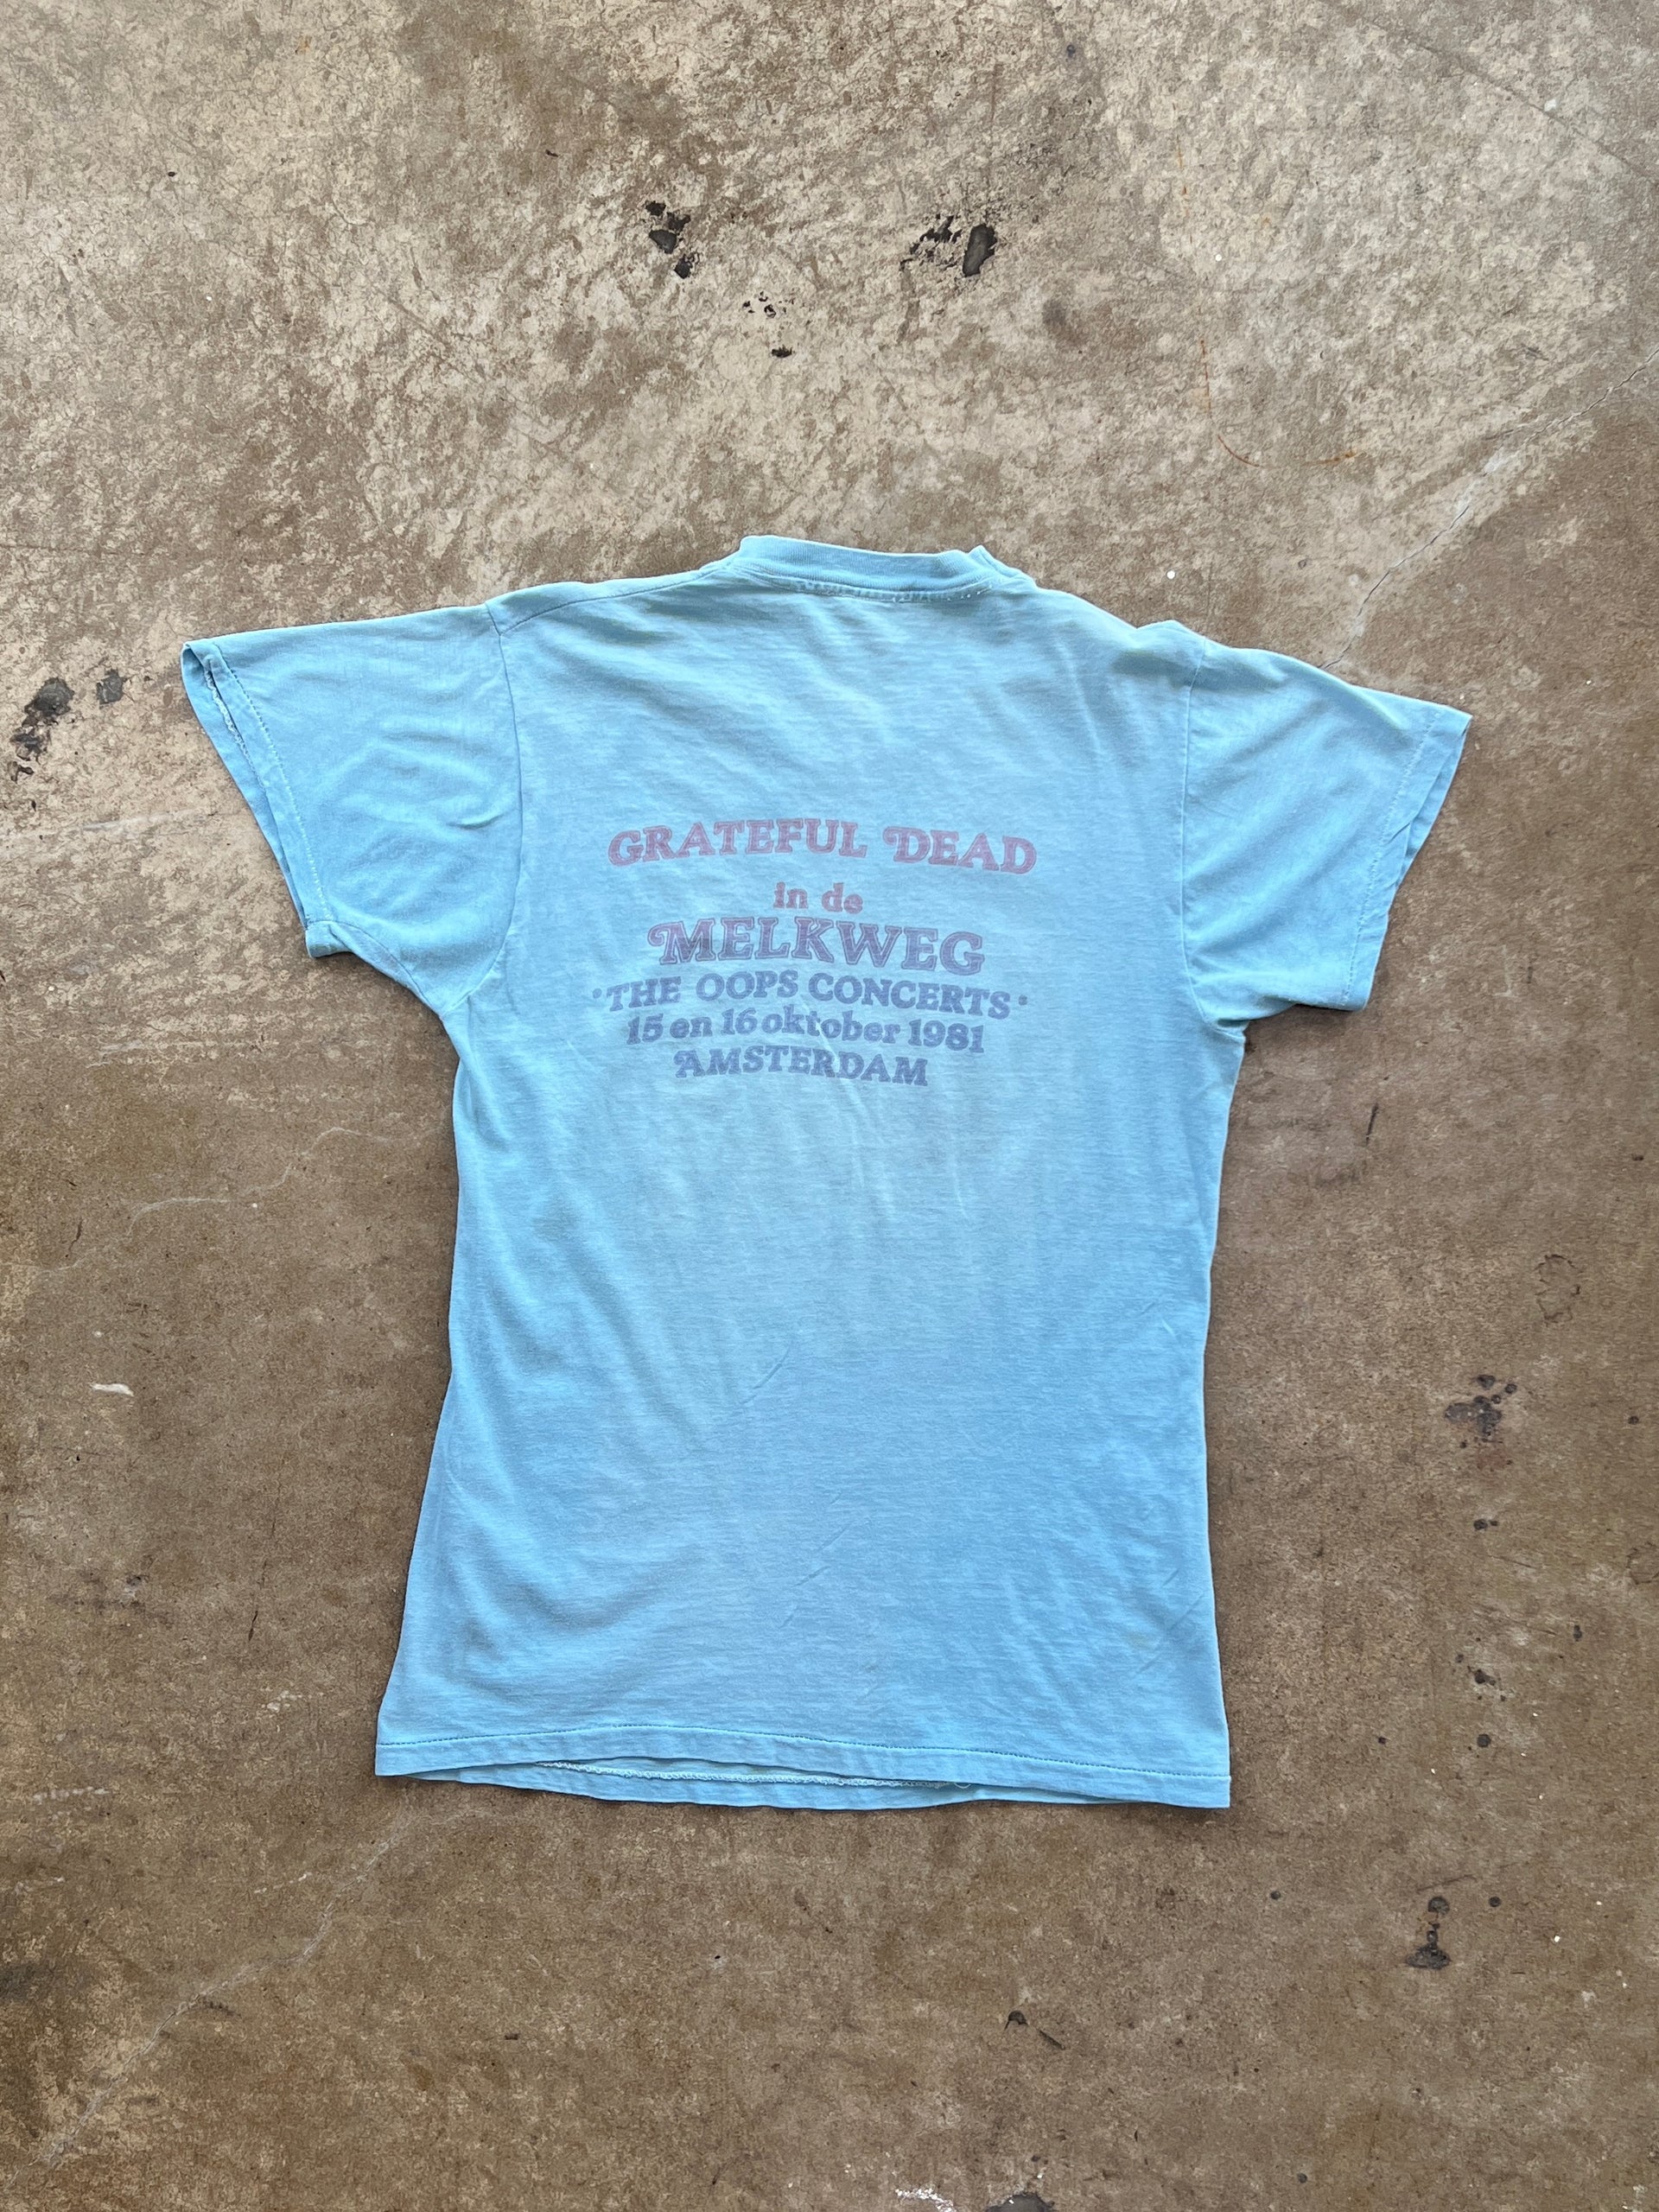 GRATEFUL DEAD
in de
MELKWEG
•THE OOPS CONCERTS•
15 en 16 oktober 1981
AMSTERDAM